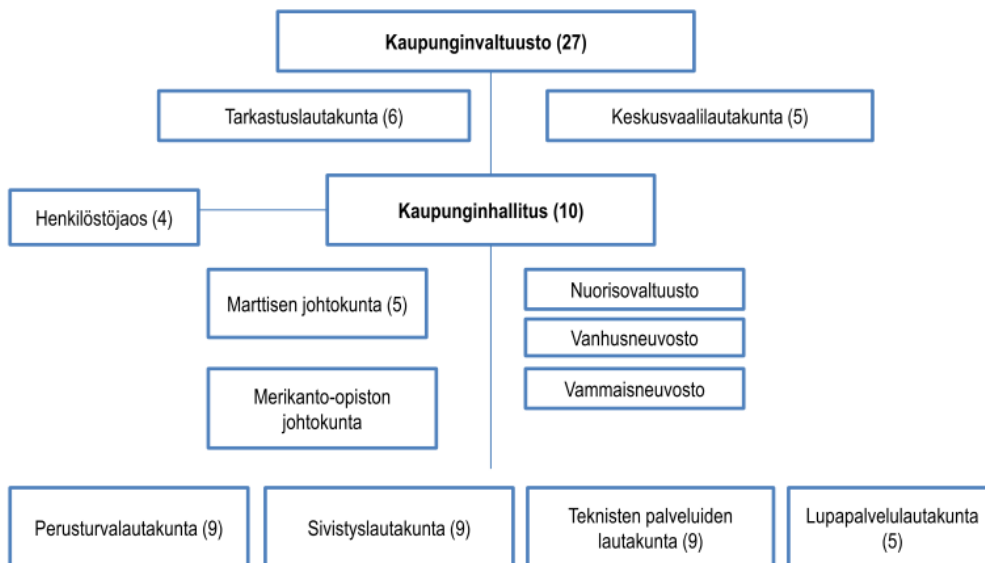 Kaupunginvaltuusto (27)
Tarkastuslautakunta (6)
Keskusvaalilautakunta (5)
Henkilöstöjaos (4)
Kaupunginhallitus (10)
Marttisen johtokunta (5)
Nuorisovaltuusto
Vanhusneuvosto
Vammaisneuvosto
Merikanto-opiston
johtokunta
Perusturvalautakunta (9)
Sivistyslautakunta (9)
Teknisten palveluiden
lautakunta (9)
Lupapalvelulautakunta
(5)